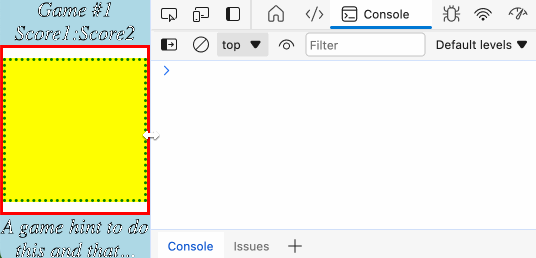 Game #1
Score1:Score2
A game hint to do
this and that...
Console
top
Filter
Default levels
Console
Issues